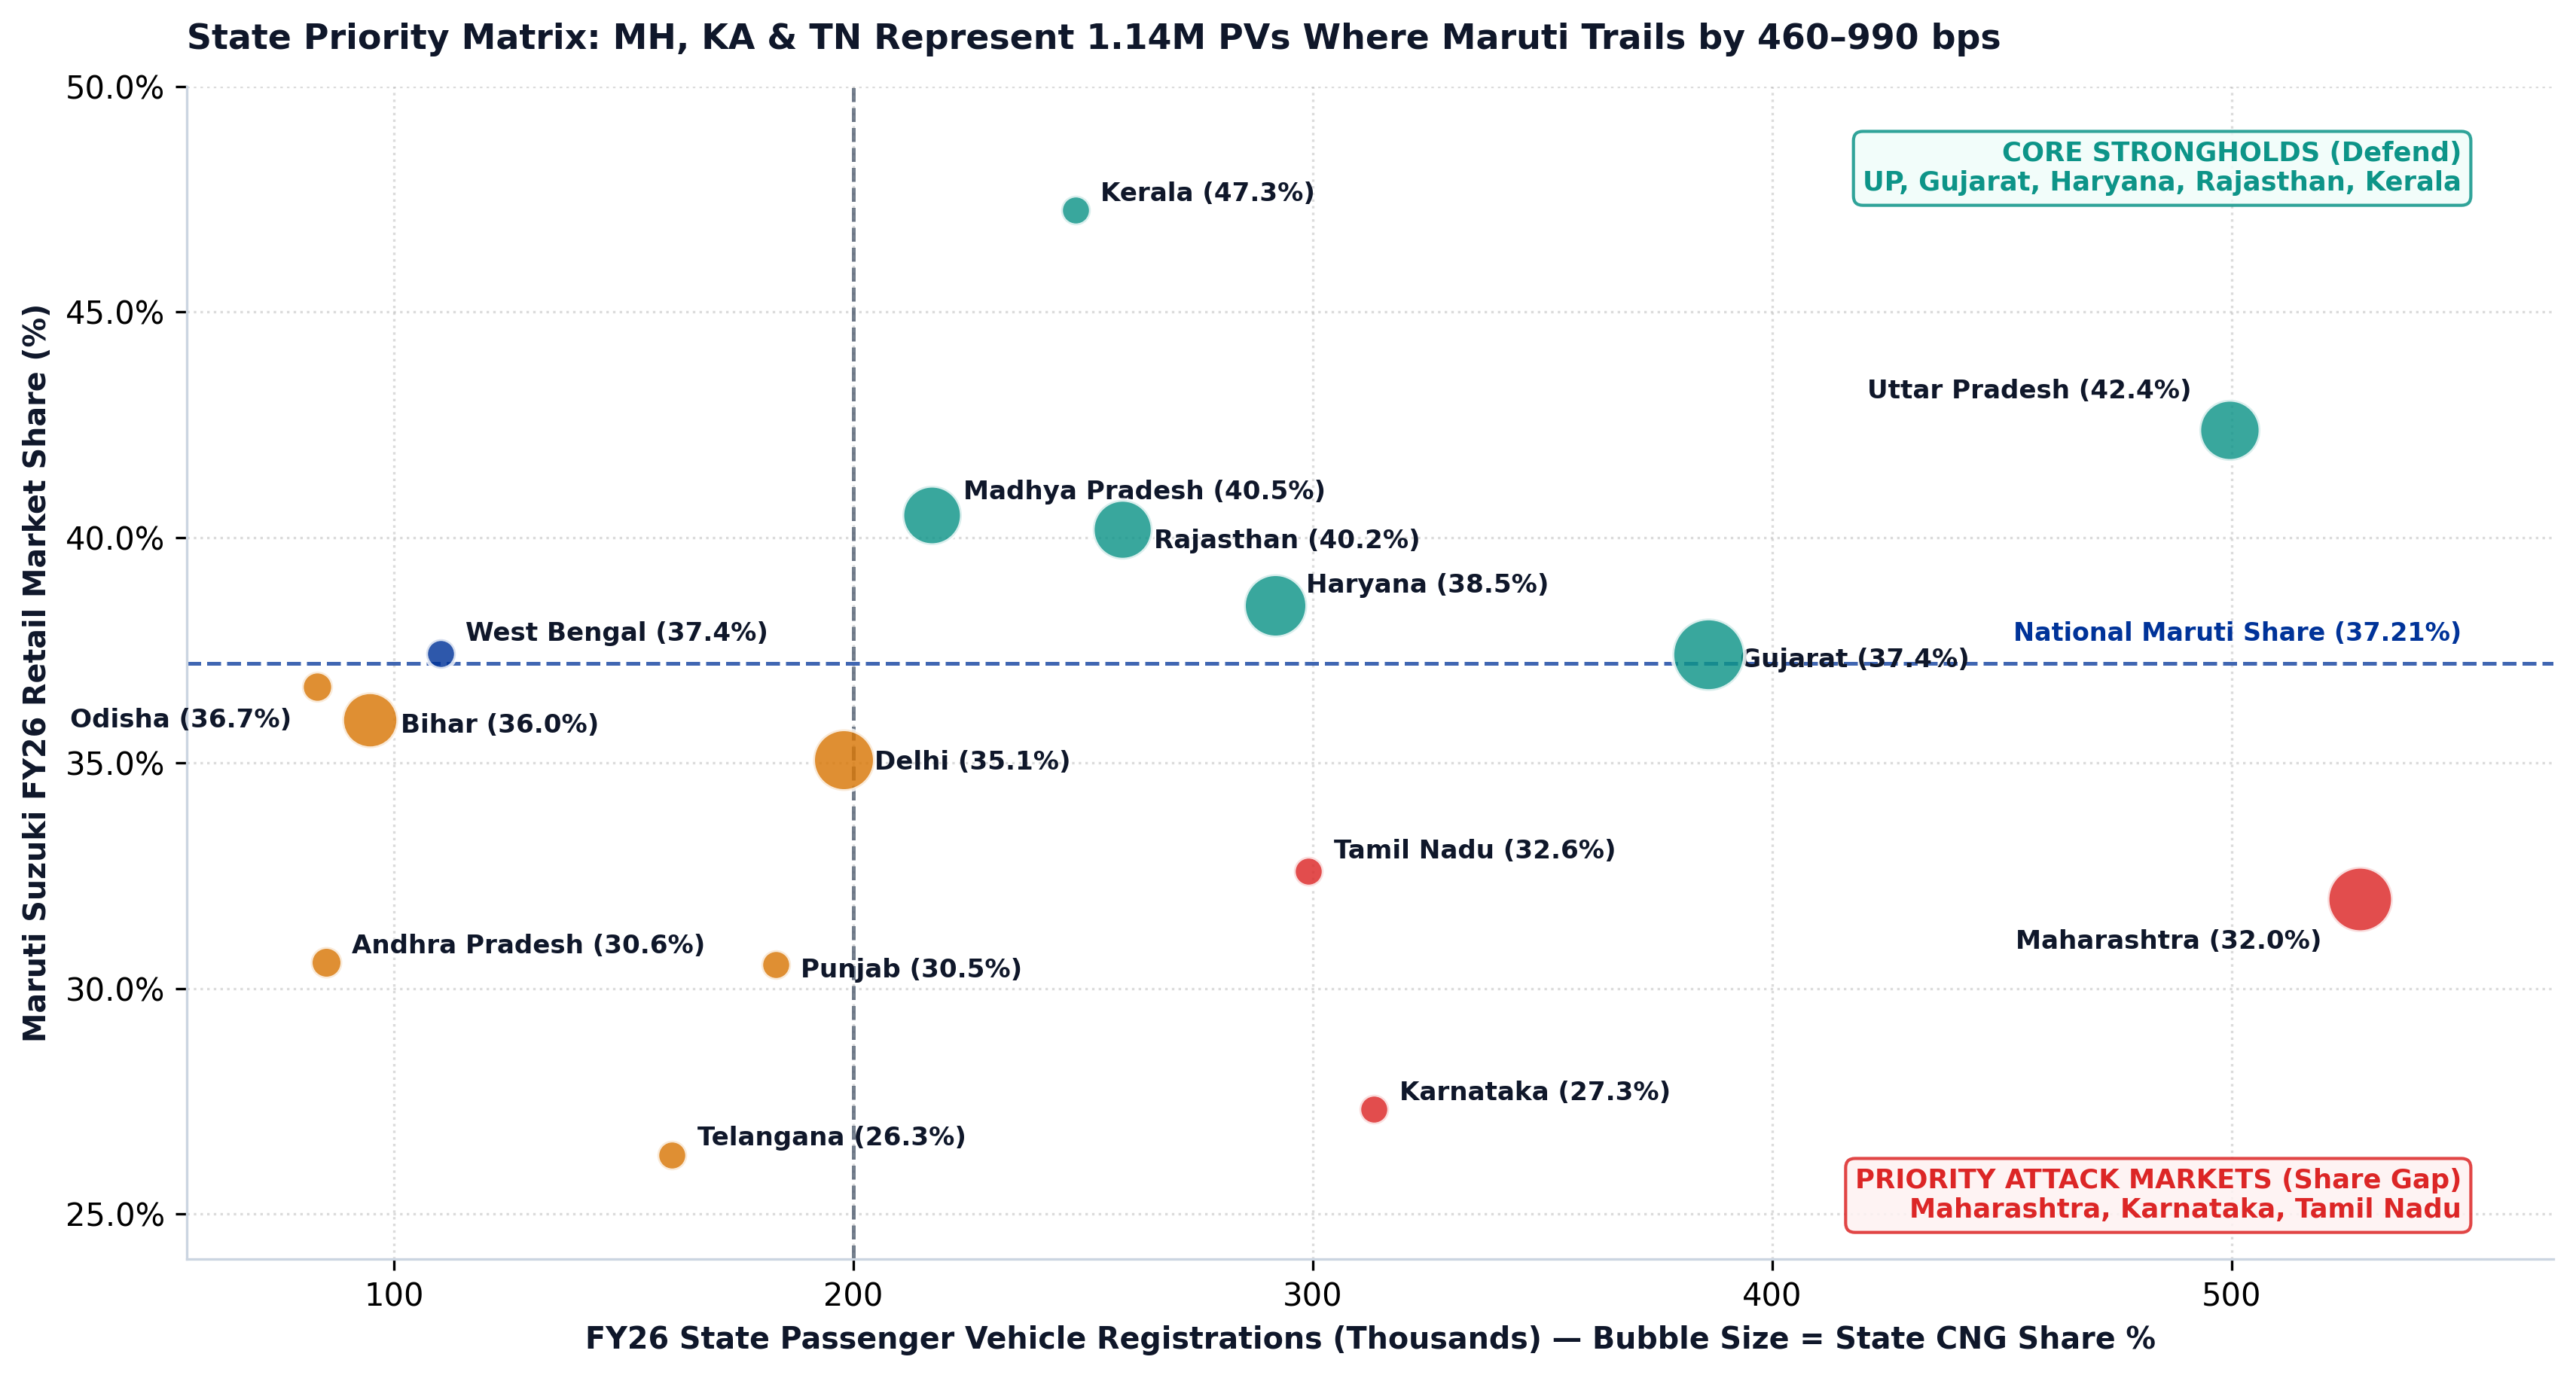 State Priority Matrix: MH, KA & TN Represent 1.14M PVs Where Maruti Trails by 460–990 bps
Maruti Suzuki FY26 Retail Market Share (%)
50.0%
45.0%
40.0%
35.0%
30.0%
25.0%
CORE STRONGHOLDS (Defend)
UP, Gujarat, Haryana, Rajasthan, Kerala
Kerala (47.3%)
Uttar Pradesh (42.4%)
Madhya Pradesh (40.5%)
Rajasthan (40.2%)
Haryana (38.5%)
West Bengal (37.4%)
National Maruti Share (37.21%)
Gujarat (37.4%)
Odisha (36.7%)
Bihar (36.0%)
Delhi (35.1%)
Tamil Nadu (32.6%)
Maharashtra (32.0%)
Andhra Pradesh (30.6%)
Punjab (30.5%)
Karnataka (27.3%)
Telangana (26.3%)
PRIORITY ATTACK MARKETS (Share Gap)
Maharashtra, Karnataka, Tamil Nadu
100
200
300
400
500
FY26 State Passenger Vehicle Registrations (Thousands) — Bubble Size = State CNG Share %